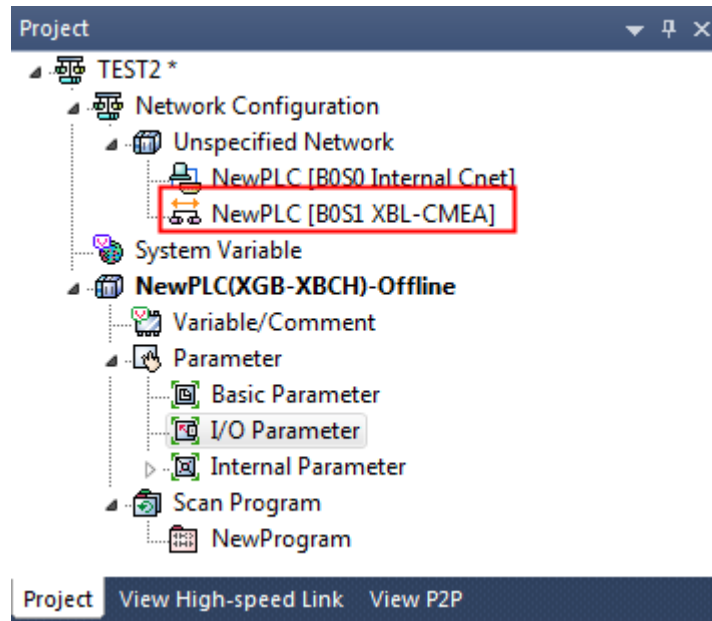 Project
TEST2 *
Network Configuration
Unspecified Network
NewPLC [B0S0 Internal Cnet]
NewPLC [B0S1 XBL-CMEA]
System Variable
NewPLC(XGB-XBCH)-Offline
Variable/Comment
Parameter
Basic Parameter
I/O Parameter
Internal Parameter
Scan Program
NewProgram
Project View High-speed Link View P2P